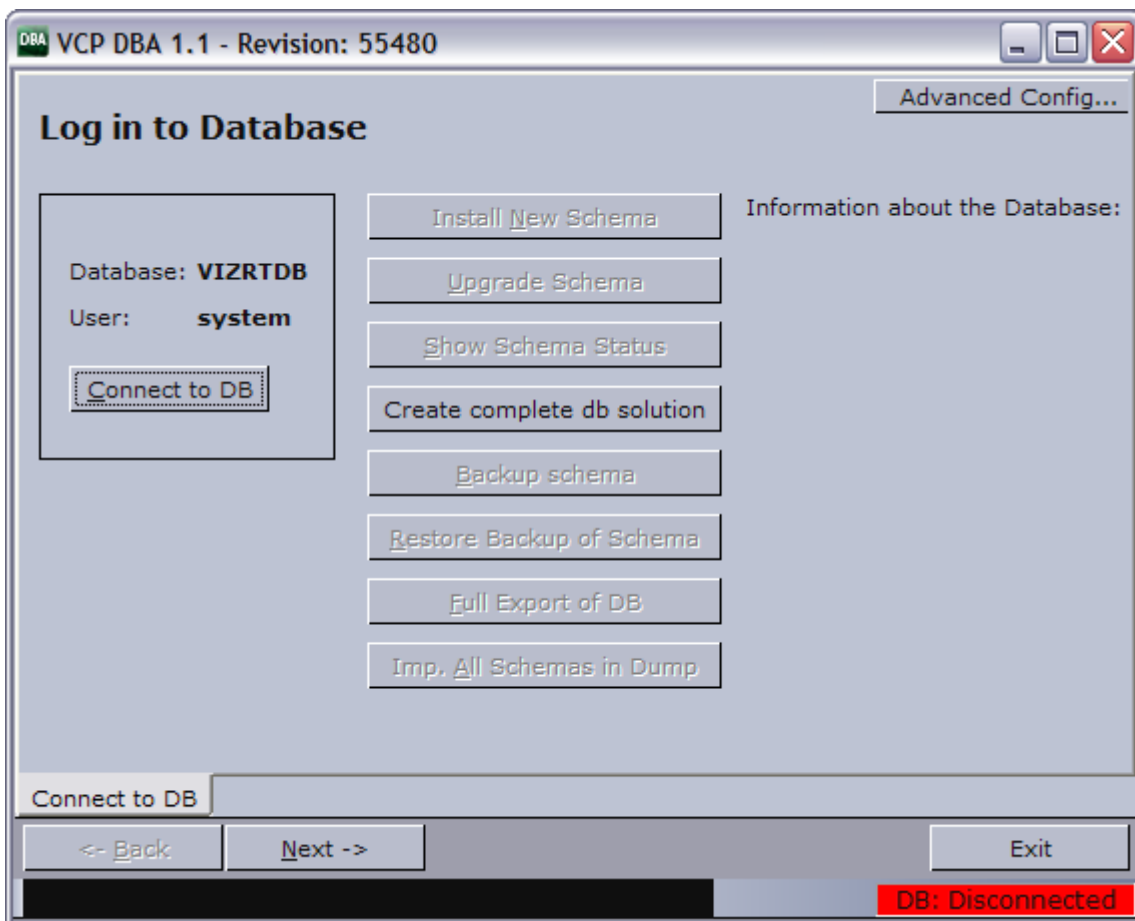 DBA VCP DBA 1.1 - Revision: 55480
Advanced Config...
Log in to Database
Database: VIZRTDB
User: system
Connect to DB
Install New Schema
Upgrade Schema
Show Schema Status
Create complete db solution
Backup schema
Restore Backup of Schema
Full Export of DB
Imp. All Schemas in Dump
Information about the Database:
Connect to DB
<- Back
Next ->
Exit
DB: Disconnected